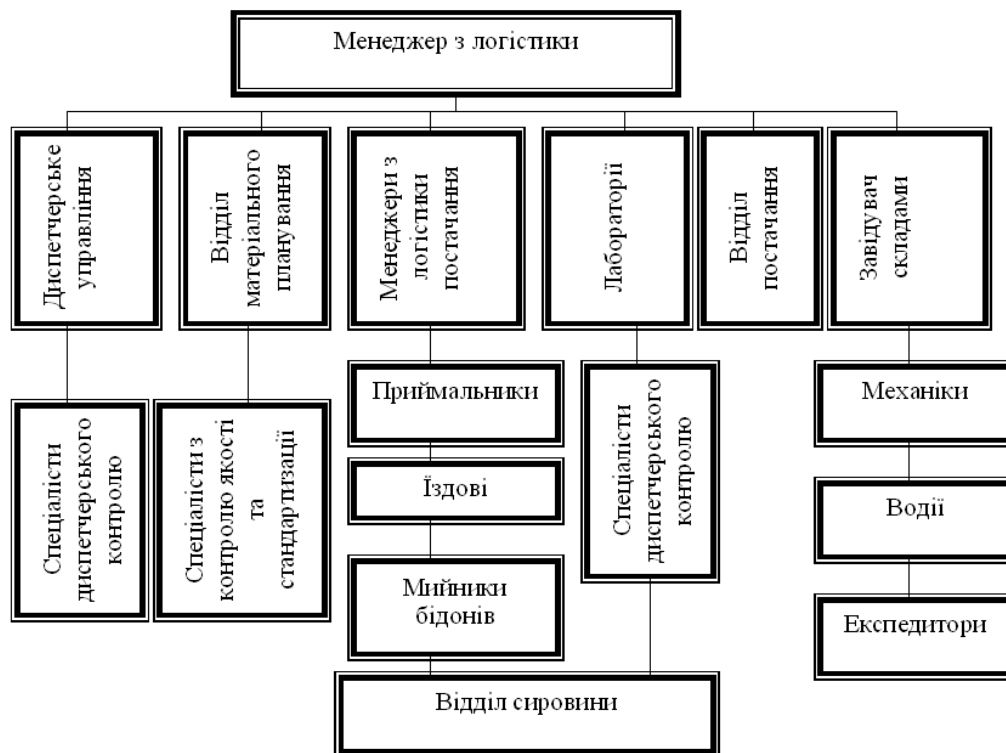 Менеджер з логістики
Диспетчерське
управління
Відділ
матеріального
планування
Менеджери з
логістики
постачання
Лабораторії
Відділ
постачання
Завідувач
складами
Спеціалісти
диспетчерського
контролю
Спеціалісти з
контролю якості
та
стандартизації
Приймальники
Їздові
Мийники
бідонів
Спеціалісти
диспетчерського
контролю
Механіки
Водії
Експедитори
Відділ сировини